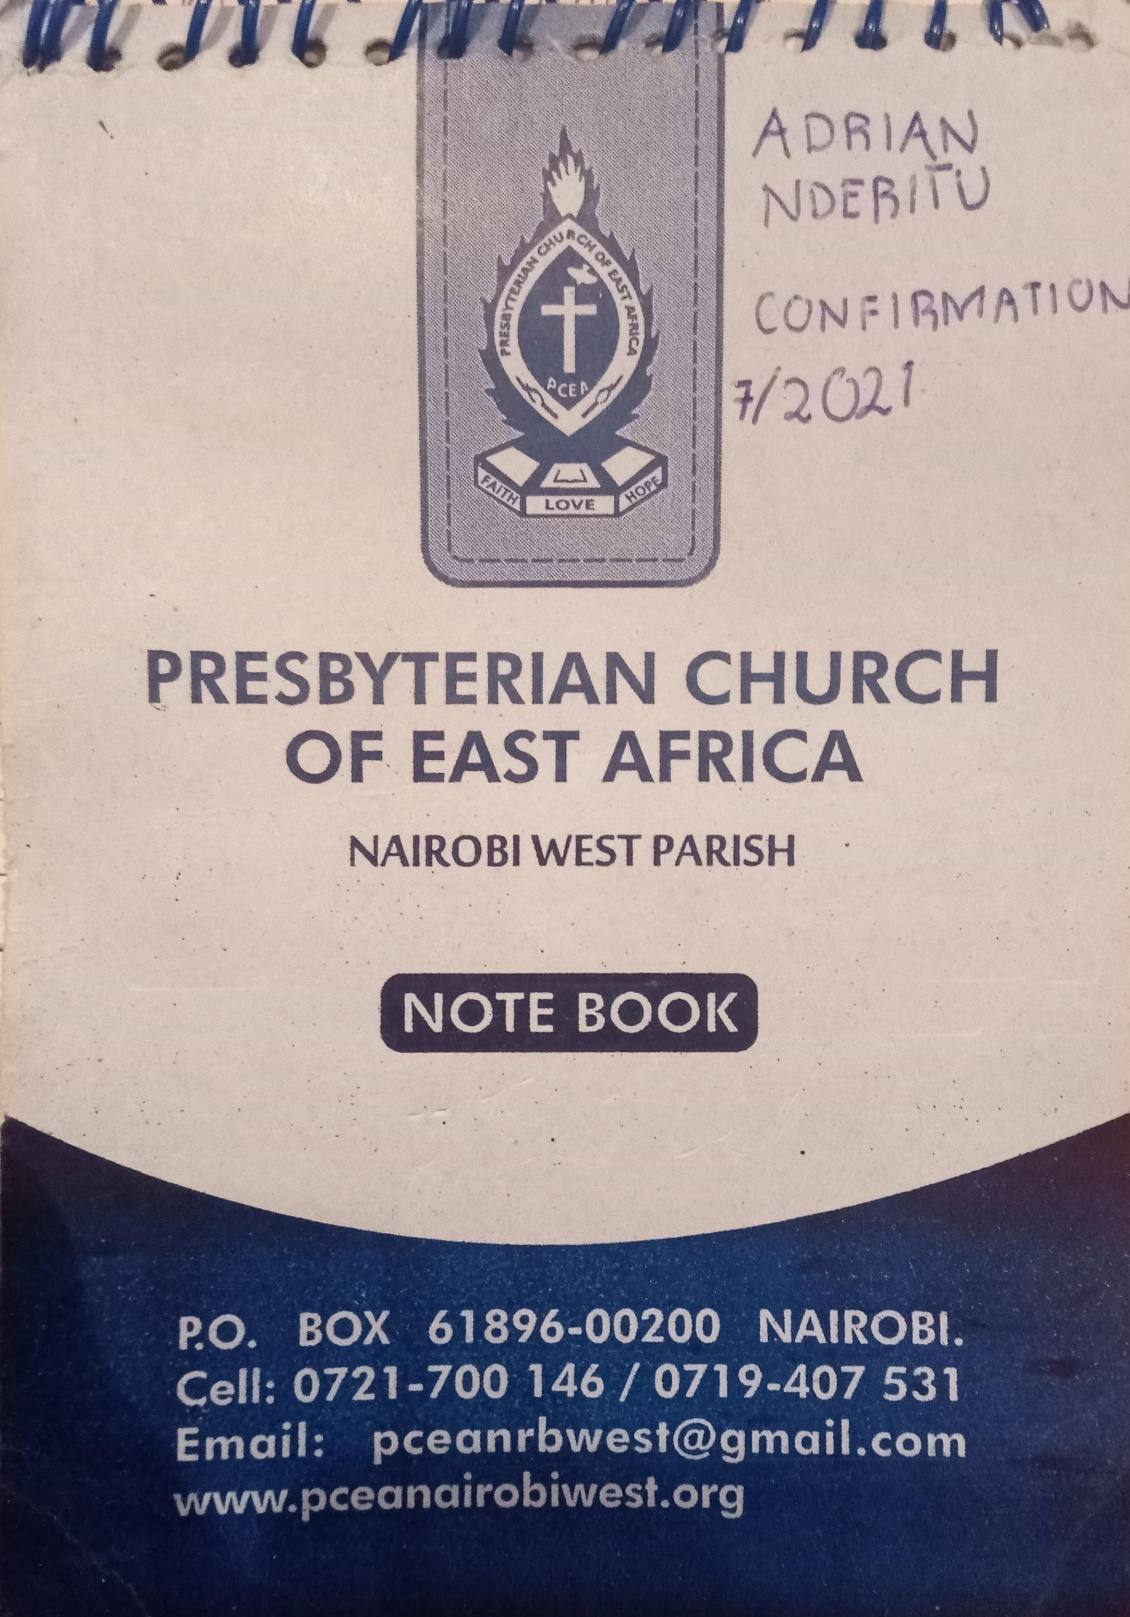 ADRIAN
NDERITU
CONFIRMATION
7/2021
PRESBYTERIAN CHURCH OF EAST AFRICA
PCEA
FAITH LOVE HOPE
PRESBYTERIAN CHURCH
OF EAST AFRICA
NAIROBI WEST PARISH
NOTE BOOK
P.O. BOX 61896-00200 NAIROBI.
Cell: 0721-700 146 / 0719-407 531
Email: pceanrbwest@gmail.com
www.pceanairobiwest.org